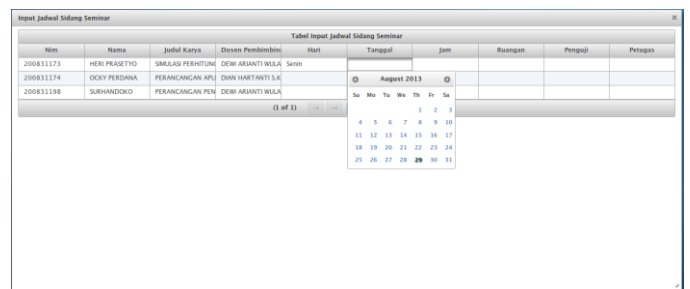 Input Jadwal Sidang Seminar
Tabel Input Jadwal Sidang Seminar
Nim Nama Judul Karya Dosen Pembimbin Hari Tanggal Jam Ruangan Penguji Petugas
200831173 HERI PRASETYO SIMULASI PERHITUNG DEWI ARIANTI WULA Senin
200831174 OCKY PERDANA PERANCANGAN APLI DIAN HARTANTI S.K
200831198 SURHANDOKO PERANCANGAN PEN DEWI ARIANTI WULA
(1 of 1)
August 2013
Su Mo Tu We Th Fr Sa
1 2 3
4 5 6 7 8 9 10
11 12 13 14 15 16 17
18 19 20 21 22 23 24
25 26 27 28 29 30 31